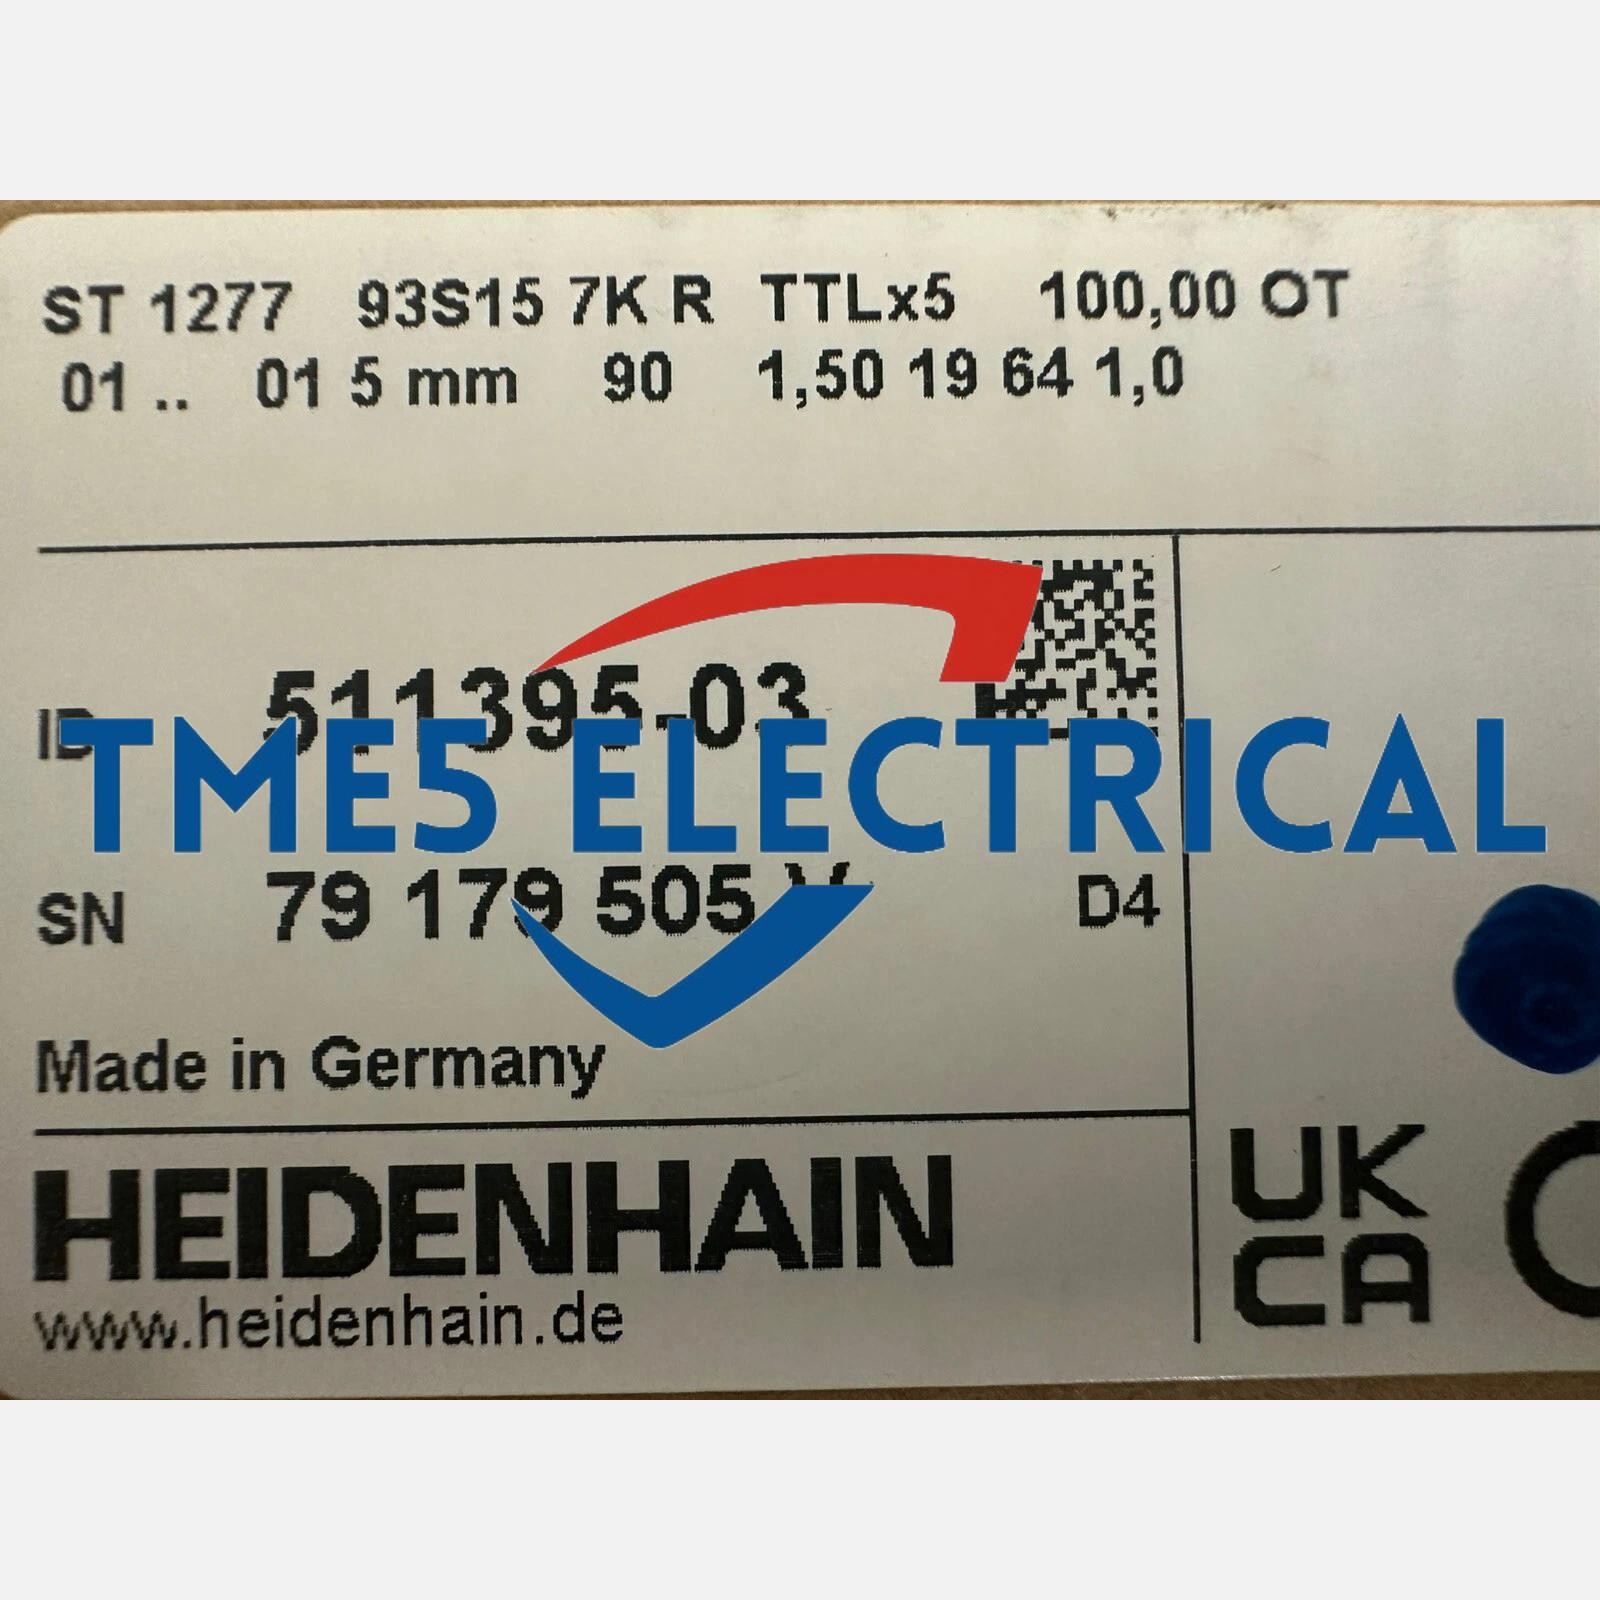 ST 1277 93S15 7K R TTLx5 100,00 OT
01 .. 01 5 mm 90 1,50 19 64 1,0
ID 511395-03
TME5 ELECTRICAL
SN 79 179 505 D4
Made in Germany
HEIDENHAIN
www.heidenhain.de
UK
CA